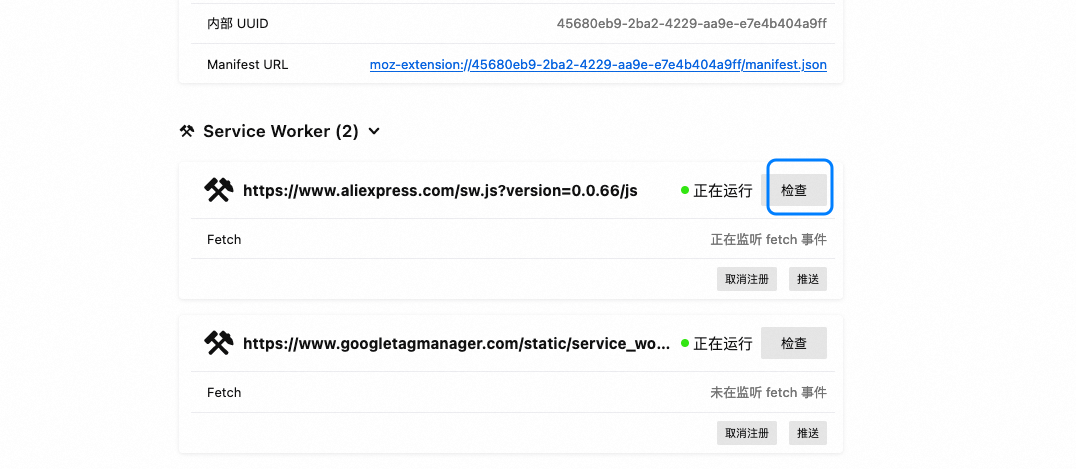 内部 UUID 45680eb9-2ba2-4229-aa9e-e7e4b404a9ff
Manifest URL moz-extension://45680eb9-2ba2-4229-aa9e-e7e4b404a9ff/manifest.json
Service Worker (2)
https://www.aliexpress.com/sw.js?version=0.0.66/js 正在运行 检查
Fetch 正在监听 fetch 事件
取消注册 推送
https://www.googletagmanager.com/static/service_wo... 正在运行 检查
Fetch 未在监听 fetch 事件
取消注册 推送